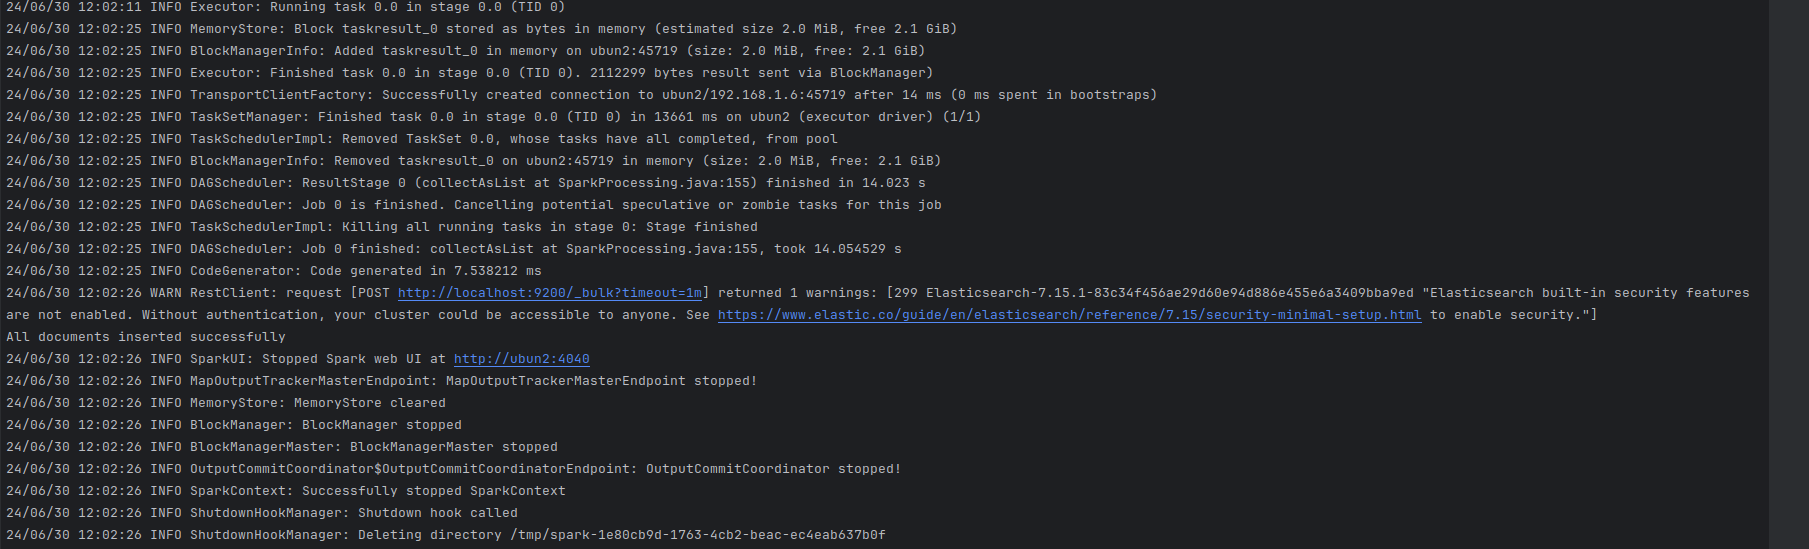 24/06/30 12:02:11 INFO Executor: Running task 0.0 in stage 0.0 (TID 0)
24/06/30 12:02:25 INFO MemoryStore: Block taskresult_0 stored as bytes in memory (estimated size 2.0 MiB, free 2.1 GiB)
24/06/30 12:02:25 INFO BlockManagerInfo: Added taskresult_0 in memory on ubun2:45719 (size: 2.0 MiB, free: 2.1 GiB)
24/06/30 12:02:25 INFO Executor: Finished task 0.0 in stage 0.0 (TID 0). 2112299 bytes result sent via BlockManager)
24/06/30 12:02:25 INFO TransportClientFactory: Successfully created connection to ubun2/192.168.1.6:45719 after 14 ms (0 ms spent in bootstraps)
24/06/30 12:02:25 INFO TaskSetManager: Finished task 0.0 in stage 0.0 (TID 0) in 13661 ms on ubun2 (executor driver) (1/1)
24/06/30 12:02:25 INFO TaskSchedulerImpl: Removed TaskSet 0.0, whose tasks have all completed, from pool
24/06/30 12:02:25 INFO BlockManagerInfo: Removed taskresult_0 on ubun2:45719 in memory (size: 2.0 MiB, free: 2.1 GiB)
24/06/30 12:02:25 INFO DAGScheduler: ResultStage 0 (collectAsList at SparkProcessing.java:155) finished in 14.023 s
24/06/30 12:02:25 INFO DAGScheduler: Job 0 is finished. Cancelling potential speculative or zombie tasks for this job
24/06/30 12:02:25 INFO TaskSchedulerImpl: Killing all running tasks in stage 0: Stage finished
24/06/30 12:02:25 INFO DAGScheduler: Job 0 finished: collectAsList at SparkProcessing.java:155, took 14.054529 s
24/06/30 12:02:25 INFO CodeGenerator: Code generated in 7.538212 ms
24/06/30 12:02:26 WARN RestClient: request [POST http://localhost:9200/_bulk?timeout=1m] returned 1 warnings: [299 Elasticsearch-7.15.1-83c34f456ae29d60e94d886e455e6a3409bba9ed "Elasticsearch built-in security features
are not enabled. Without authentication, your cluster could be accessible to anyone. See https://www.elastic.co/guide/en/elasticsearch/reference/7.15/security-minimal-setup.html to enable security."]
All documents inserted successfully
24/06/30 12:02:26 INFO SparkUI: Stopped Spark web UI at http://ubun2:4040
24/06/30 12:02:26 INFO MapOutputTrackerMasterEndpoint: MapOutputTrackerMasterEndpoint stopped!
24/06/30 12:02:26 INFO MemoryStore: MemoryStore cleared
24/06/30 12:02:26 INFO BlockManager: BlockManager stopped
24/06/30 12:02:26 INFO BlockManagerMaster: BlockManagerMaster stopped
24/06/30 12:02:26 INFO OutputCommitCoordinator$OutputCommitCoordinatorEndpoint: OutputCommitCoordinator stopped!
24/06/30 12:02:26 INFO SparkContext: Successfully stopped SparkContext
24/06/30 12:02:26 INFO ShutdownHookManager: Shutdown hook called
24/06/30 12:02:26 INFO ShutdownHookManager: Deleting directory /tmp/spark-1e80cb9d-1763-4cb2-beac-ec4eab637b0f